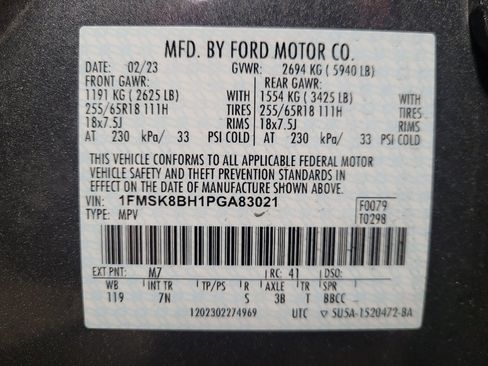 MFD. BY FORD MOTOR CO.
DATE: 02/23 GVWR: 2694 KG ( 5940 LB)
FRONT GAWR: REAR GAWR:
1191 KG ( 2625 LB) WITH 1554 KG ( 3425 LB) WITH
255/65R18 111H TIRES 255/65R18 111H TIRES
18x7.5J RIMS 18x7.5J RIMS
AT 230 kPa/ 33 PSI COLD AT 230 kPa/ 33 PSI COLD
THIS VEHICLE CONFORMS TO ALL APPLICABLE FEDERAL MOTOR
VEHICLE SAFETY AND THEFT PREVENTION STANDARDS
IN EFFECT ON THE DATE OF MANUFACTURE SHOWN ABOVE.
VIN: 1FMSK8BH1PGA83021 F0079
TYPE: MPV T0298
EXT PNT: M7 RC: 41 DSO:
WB INT TR TP/PS R AXLE TR SPR
119 7N S 3B T BBCC
1202302274969 UTC ▽ SU5A-1520472-BA